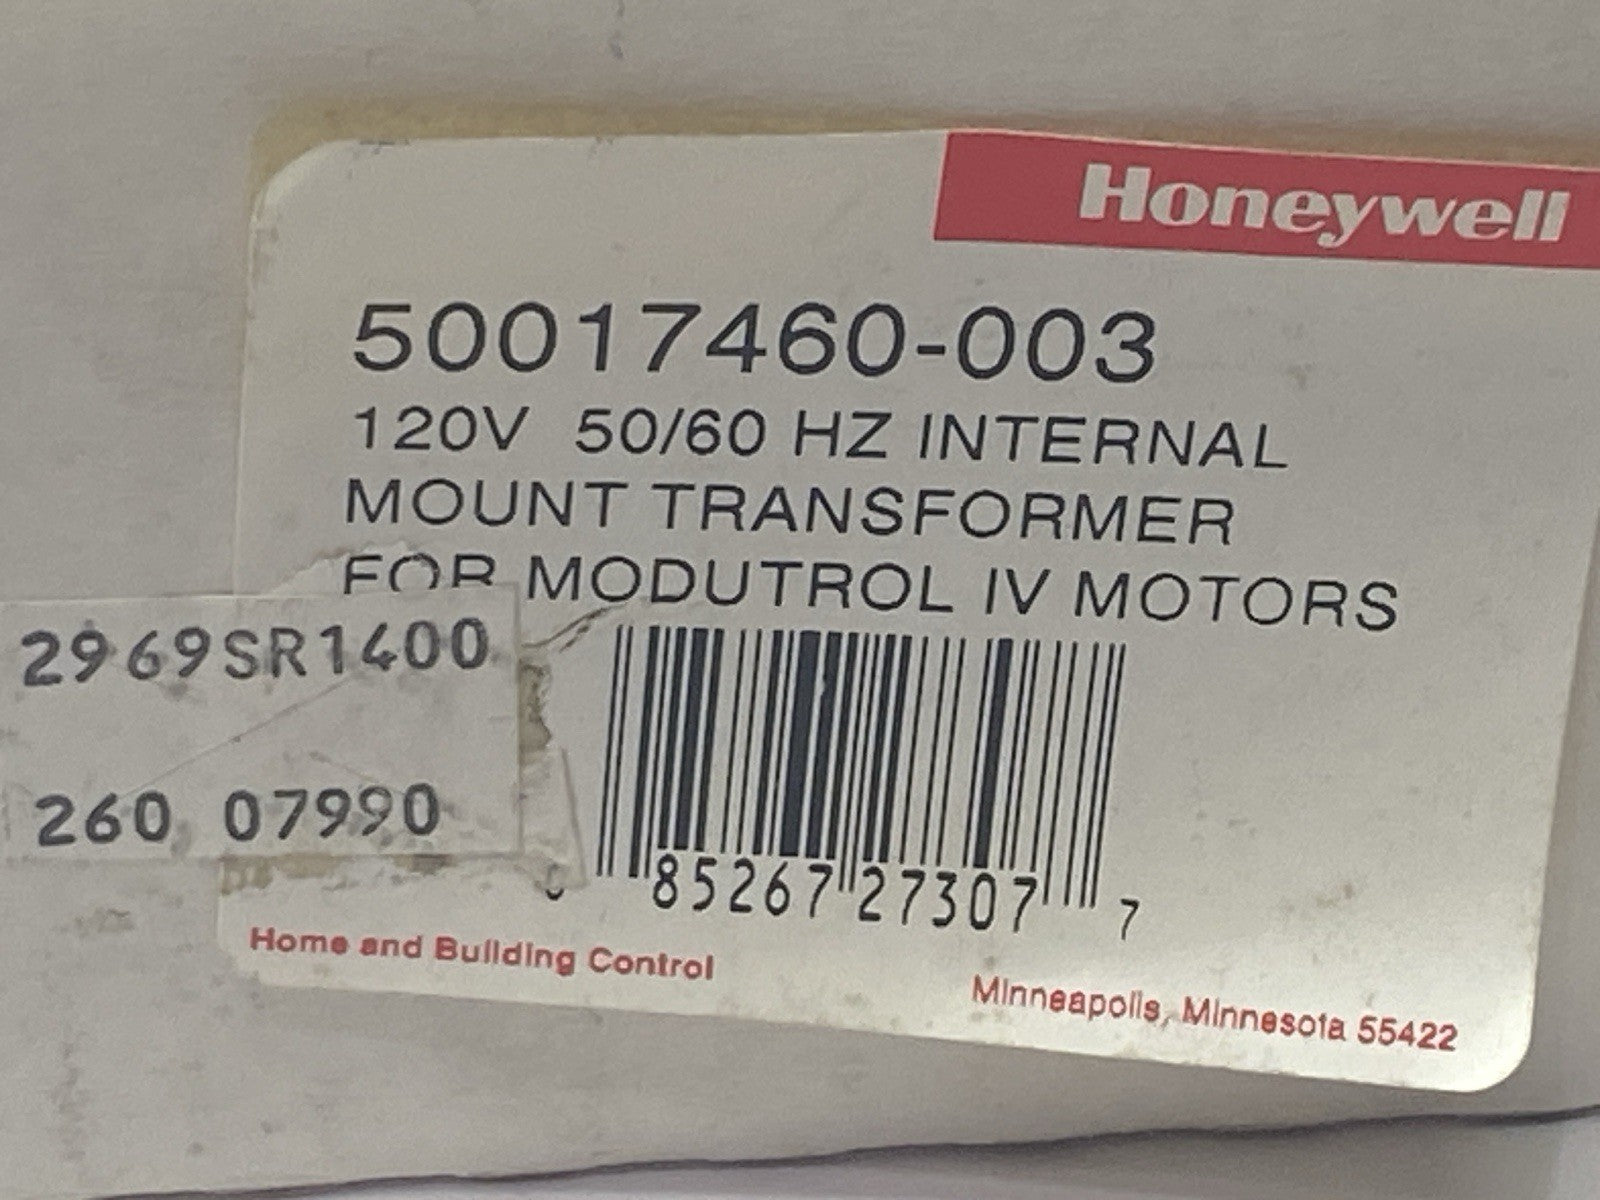 Honeywell
50017460-003
120V 50/60 HZ INTERNAL
MOUNT TRANSFORMER
FOR MODUTROL IV MOTORS
2969SR1400
260 07990
85267 27307 7
Home and Building Control
Minneapolis, Minnesota 55422